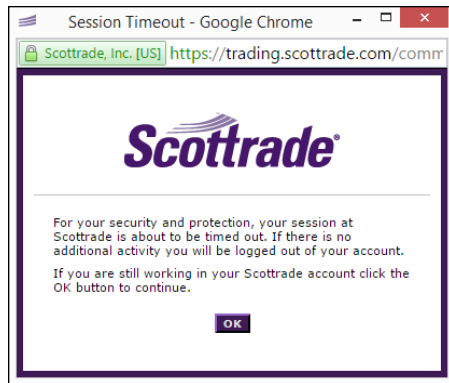 Session Timeout - Google Chrome
Scottrade, Inc. [US] https://trading.scottrade.com/comm
Scottrade®
For your security and protection, your session at
Scottrade is about to be timed out. If there is no
additional activity you will be logged out of your account.
If you are still working in your Scottrade account click the
OK button to continue.
OK